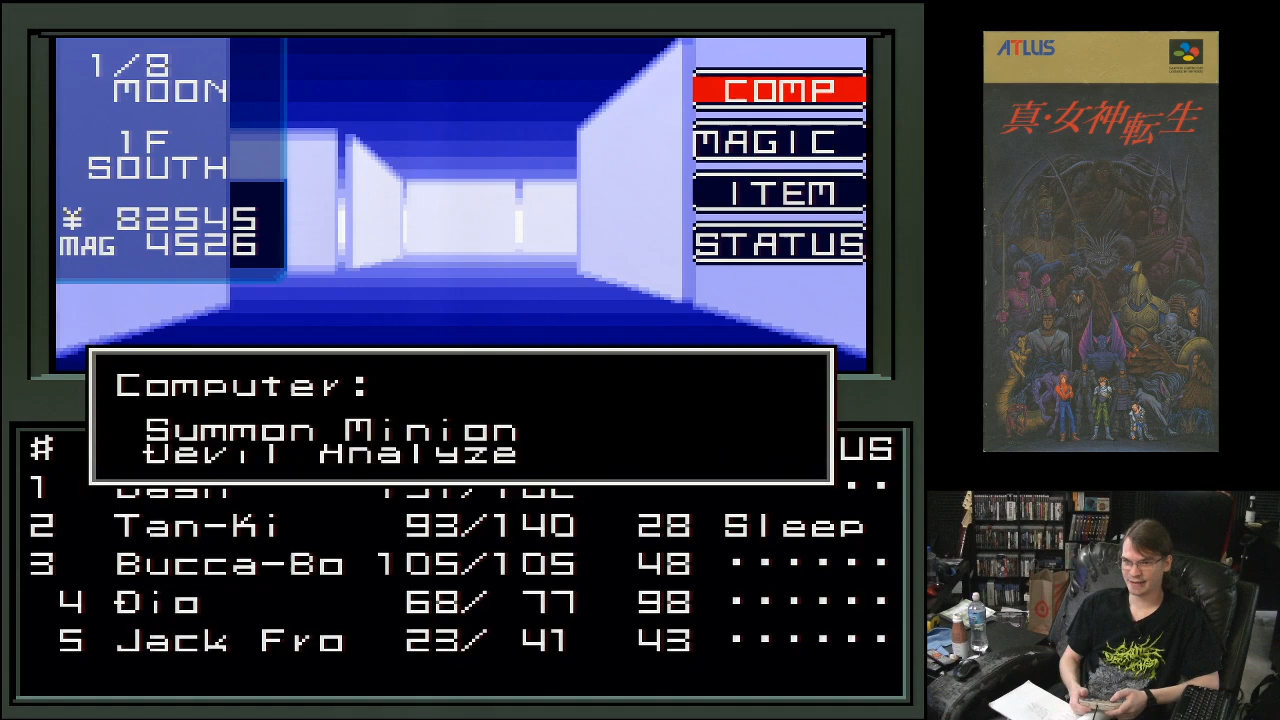 1/8
MOON
1F
SOUTH
¥ 82545
MAG 4526
COMP
MAGIC
ITEM
STATUS
Computer:
Summon Minion
Devil Analyze
# US
1 Dash ··
2 Tan-Ki 93/140 28 Sleep
3 Bucca-Bo 105/105 48 ······
4 Dio 68/ 77 98 ······
5 Jack Fro 23/ 41 43 ······
ATLUS
真・女神転生